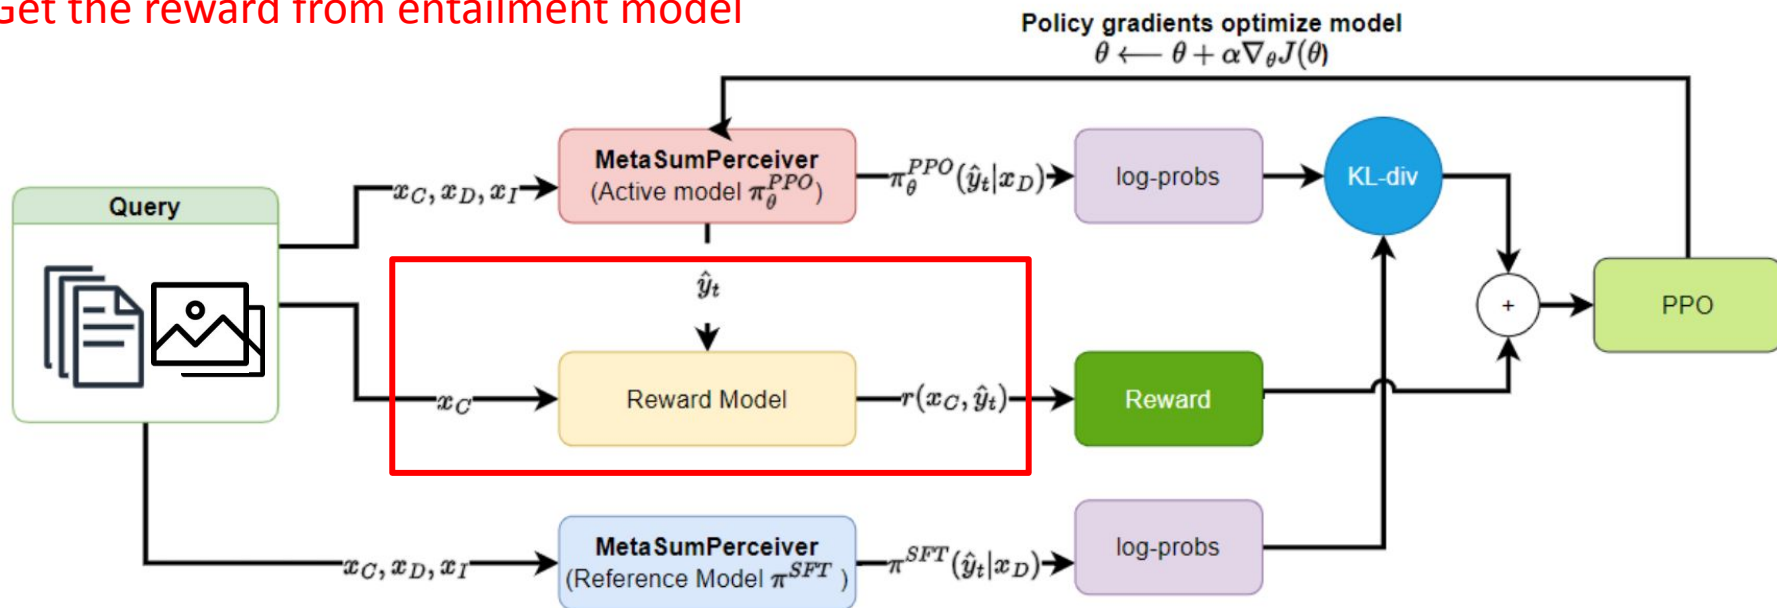 Get the reward from entailment model
Policy gradients optimize model
θ ⟵ θ + α∇_θ J(θ)
Query
x_C, x_D, x_I
MetaSumPerceiver
(Active model π_θ^{PPO})
π_θ^{PPO}(ŷ_t|x_D)
log-probs
KL-div
ŷ_t
x_C
Reward Model
r(x_C, ŷ_t)
Reward
+
PPO
x_C, x_D, x_I
MetaSumPerceiver
(Reference Model π^{SFT} )
π^{SFT}(ŷ_t|x_D)
log-probs